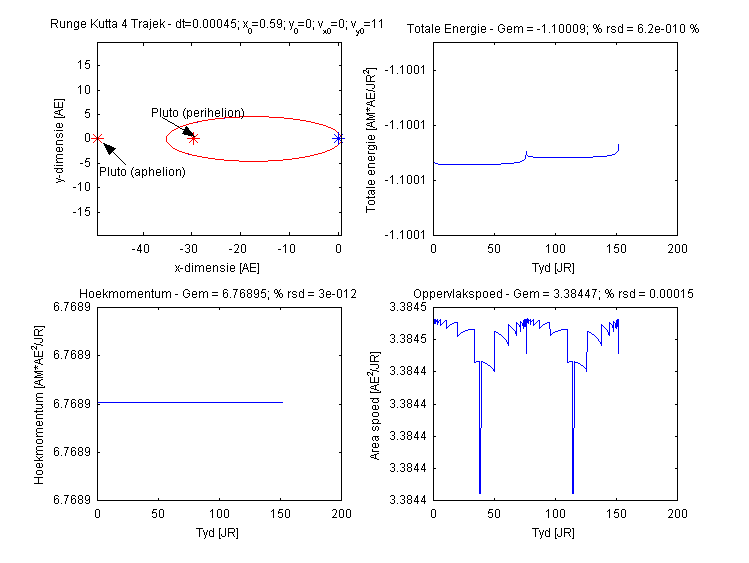 Runge Kutta 4 Trajek - dt=0.00045; x0=0.59; y0=0; vx0=0; vy0=11
15
10
5
0
-5
-10
-15
y-dimensie [AE]
Pluto (perihelion)
Pluto (aphelion)
-40 -30 -20 -10 0
x-dimensie [AE]
Totale Energie - Gem = -1.10009; % rsd = 6.2e-010 %
-1.1001
-1.1001
-1.1001
-1.1001
Totale energie [AM*AE/JR2]
0 50 100 150 200
Tyd [JR]
Hoekmomentum - Gem = 6.76895; % rsd = 3e-012
6.7689
6.7689
6.7689
6.7689
6.7689
Hoekmomentum [AM*AE2/JR]
0 50 100 150 200
Tyd [JR]
Oppervlakspoed - Gem = 3.38447; % rsd = 0.00015
3.3845
3.3845
3.3844
3.3844
3.3844
3.3844
3.3844
Area spoed [AE2/JR]
0 50 100 150 200
Tyd [JR]